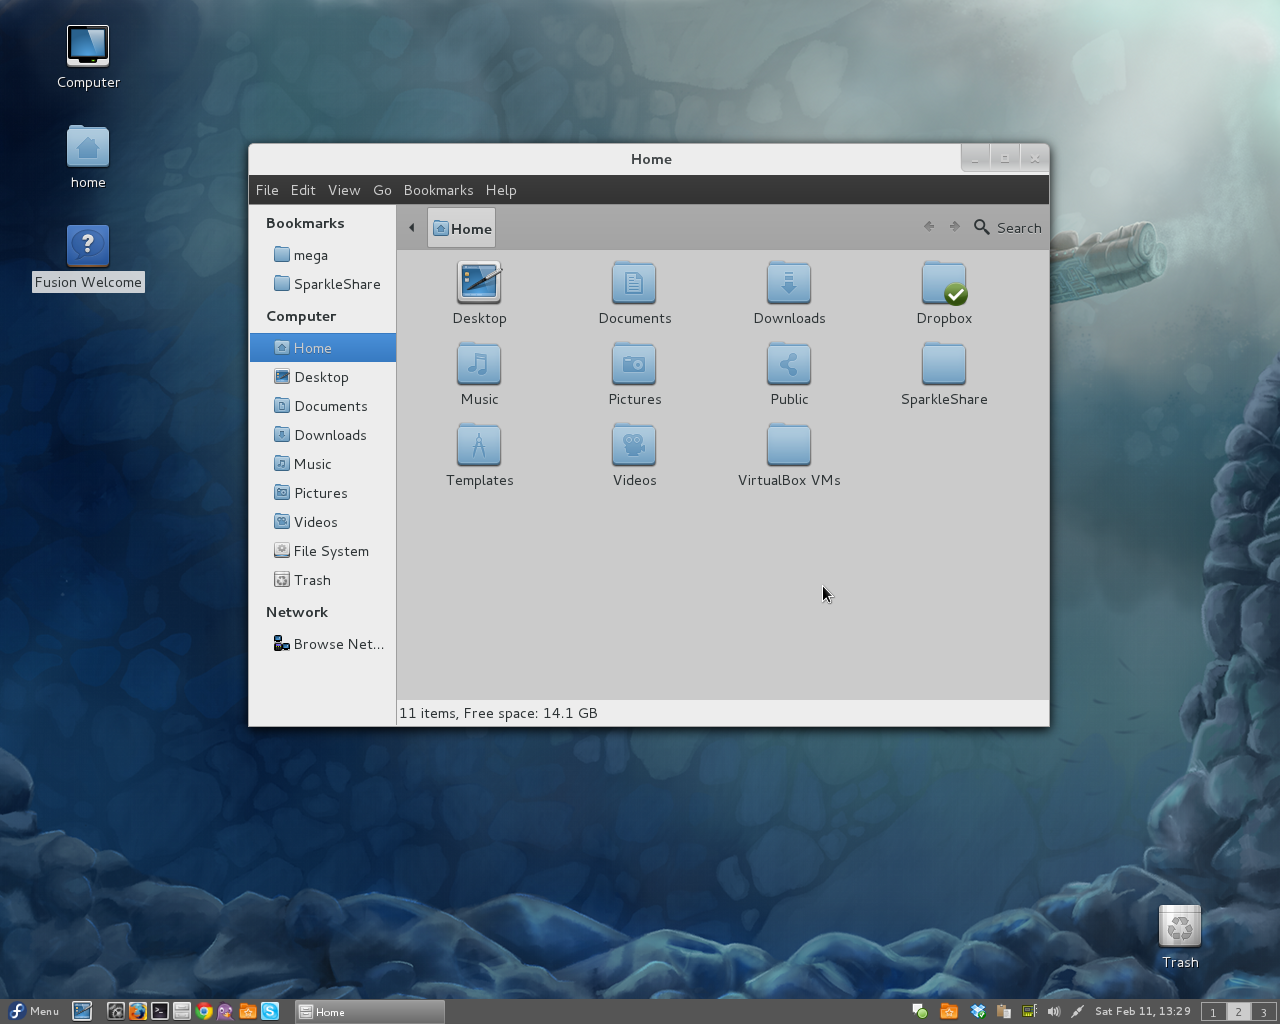 Computer
home
Fusion Welcome
Home
File Edit View Go Bookmarks Help
Bookmarks
mega
SparkleShare
Computer
Home
Desktop
Documents
Downloads
Music
Pictures
Videos
File System
Trash
Network
Browse Net...
Home
Search
Desktop Documents Downloads Dropbox
Music Pictures Public SparkleShare
Templates Videos VirtualBox VMs
11 items, Free space: 14.1 GB
Trash
Menu Home Sat Feb 11, 13:29 1 2 3